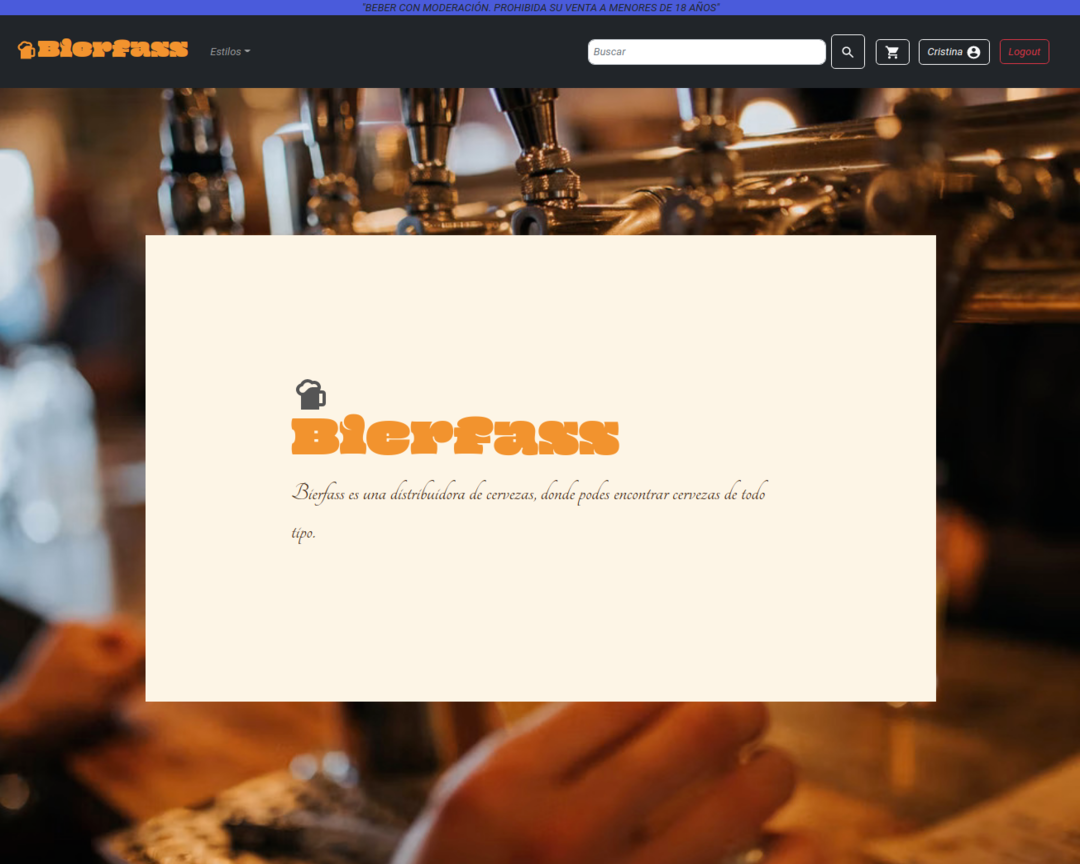 "BEBER CON MODERACIÓN. PROHIBIDA SU VENTA A MENORES DE 18 AÑOS"
Bierfass Estilos Buscar Cristina Logout
Bierfass
Bierfass es una distribuidora de cervezas, donde podes encontrar cervezas de todo
tipo.